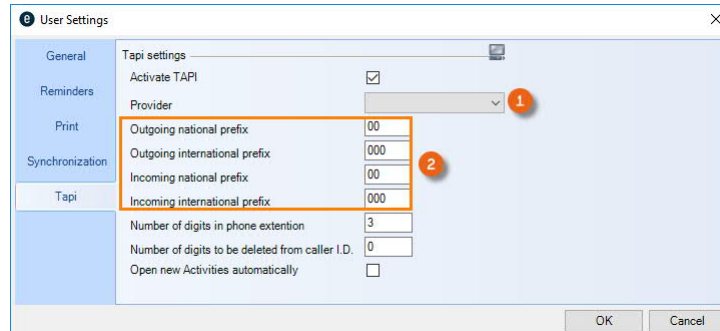 e User Settings
General
Reminders
Print
Synchronization
Tapi
Tapi settings
Activate TAPI
Provider 1
Outgoing national prefix 00
Outgoing international prefix 000
Incoming national prefix 00
Incoming international prefix 000
2
Number of digits in phone extention 3
Number of digits to be deleted from caller I.D. 0
Open new Activities automatically
OK Cancel